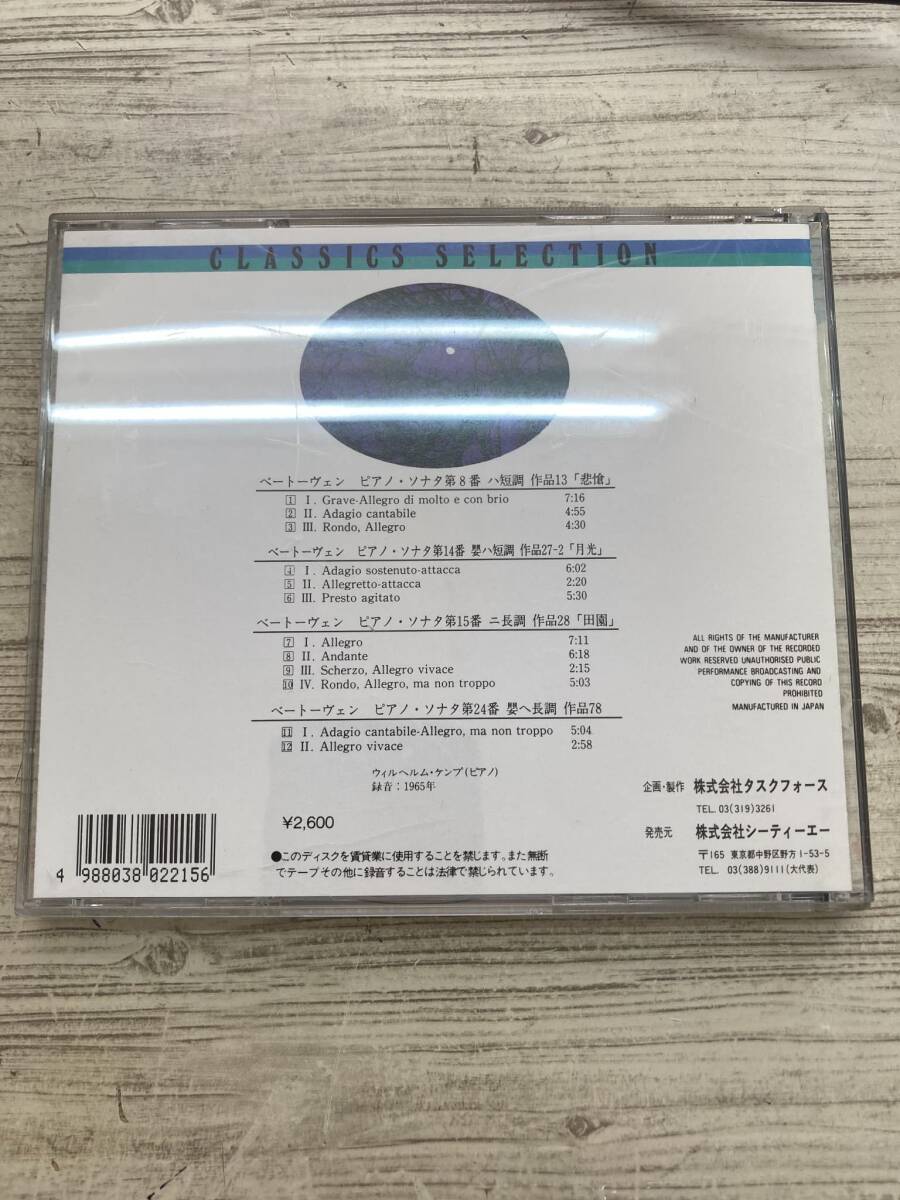 CLASSICS SELECTION
ベートーヴェン ピアノ・ソナタ第8番 ハ短調 作品13「悲愴」
1 I. Grave-Allegro di molto e con brio 7:16
2 II. Adagio cantabile 4:55
3 III. Rondo, Allegro 4:30
ベートーヴェン ピアノ・ソナタ第14番 嬰ハ短調 作品27-2「月光」
4 I. Adagio sostenuto-attacca 6:02
5 II. Allegretto-attacca 2:20
6 III. Presto agitato 5:30
ベートーヴェン ピアノ・ソナタ第15番 ニ長調 作品28「田園」
7 I. Allegro 7:11
8 II. Andante 6:18
9 III. Scherzo, Allegro vivace 2:15
10 IV. Rondo, Allegro, ma non troppo 5:03
ベートーヴェン ピアノ・ソナタ第24番 嬰ヘ長調 作品78
11 I. Adagio cantabile-Allegro, ma non troppo 5:04
12 II. Allegro vivace 2:58
ウィルヘルム・ケンプ(ピアノ)
録音:1965年
¥2,600
●このディスクを賃貸業に使用することを禁じます。また無断
でテープその他に録音することは法律で禁じられています。
4 988038 022156
ALL RIGHTS OF THE MANUFACTURER
AND OF THE OWNER OF THE RECORDED
WORK RESERVED UNAUTHORISED PUBLIC
PERFORMANCE BROADCASTING AND
COPYING OF THIS RECORD
PROHIBITED
MANUFACTURED IN JAPAN
企画・製作 株式会社タスクフォース
TEL. 03(319)3261
発売元 株式会社シーティーエー
〒165 東京都中野区野方1-53-5
TEL. 03(388)9111(大代表)